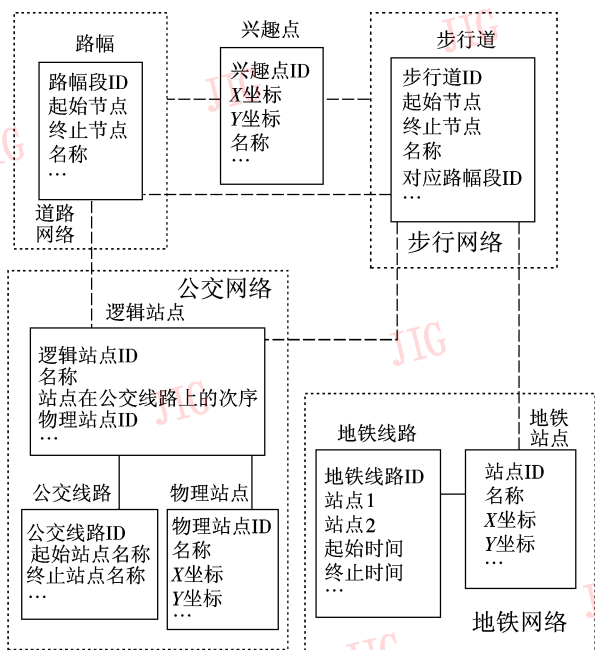 路幅
路幅段ID
起始节点
终止节点
名称
…
道路
网络
兴趣点
兴趣点ID
X坐标
Y坐标
名称
…
步行道
步行道ID
起始节点
终止节点
名称
对应路幅段ID
…
步行网络
公交网络
逻辑站点
逻辑站点ID
名称
站点在公交线路上的次序
物理站点ID
…
公交线路
公交线路ID
起始站点名称
终止站点名称
…
物理站点
物理站点ID
名称
X坐标
Y坐标
…
地铁线路
地铁线路ID
站点1
站点2
起始时间
终止时间
…
地铁
站点
站点ID
名称
X坐标
Y坐标
…
地铁网络
JIG
JIG
JIG
JIG
JIG
JIG